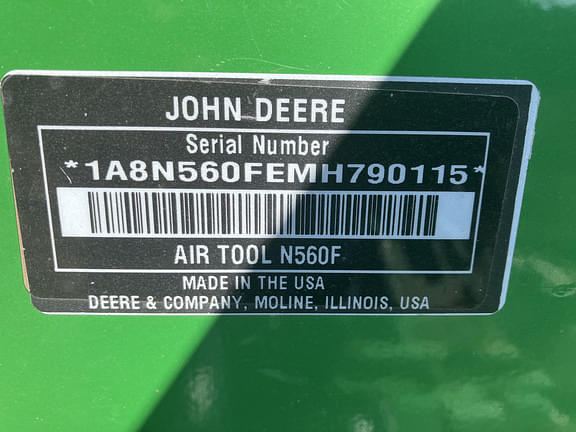 JOHN DEERE
Serial Number
*1A8N560FEMH790115*
AIR TOOL N560F
MADE IN THE USA
DEERE & COMPANY, MOLINE, ILLINOIS, USA